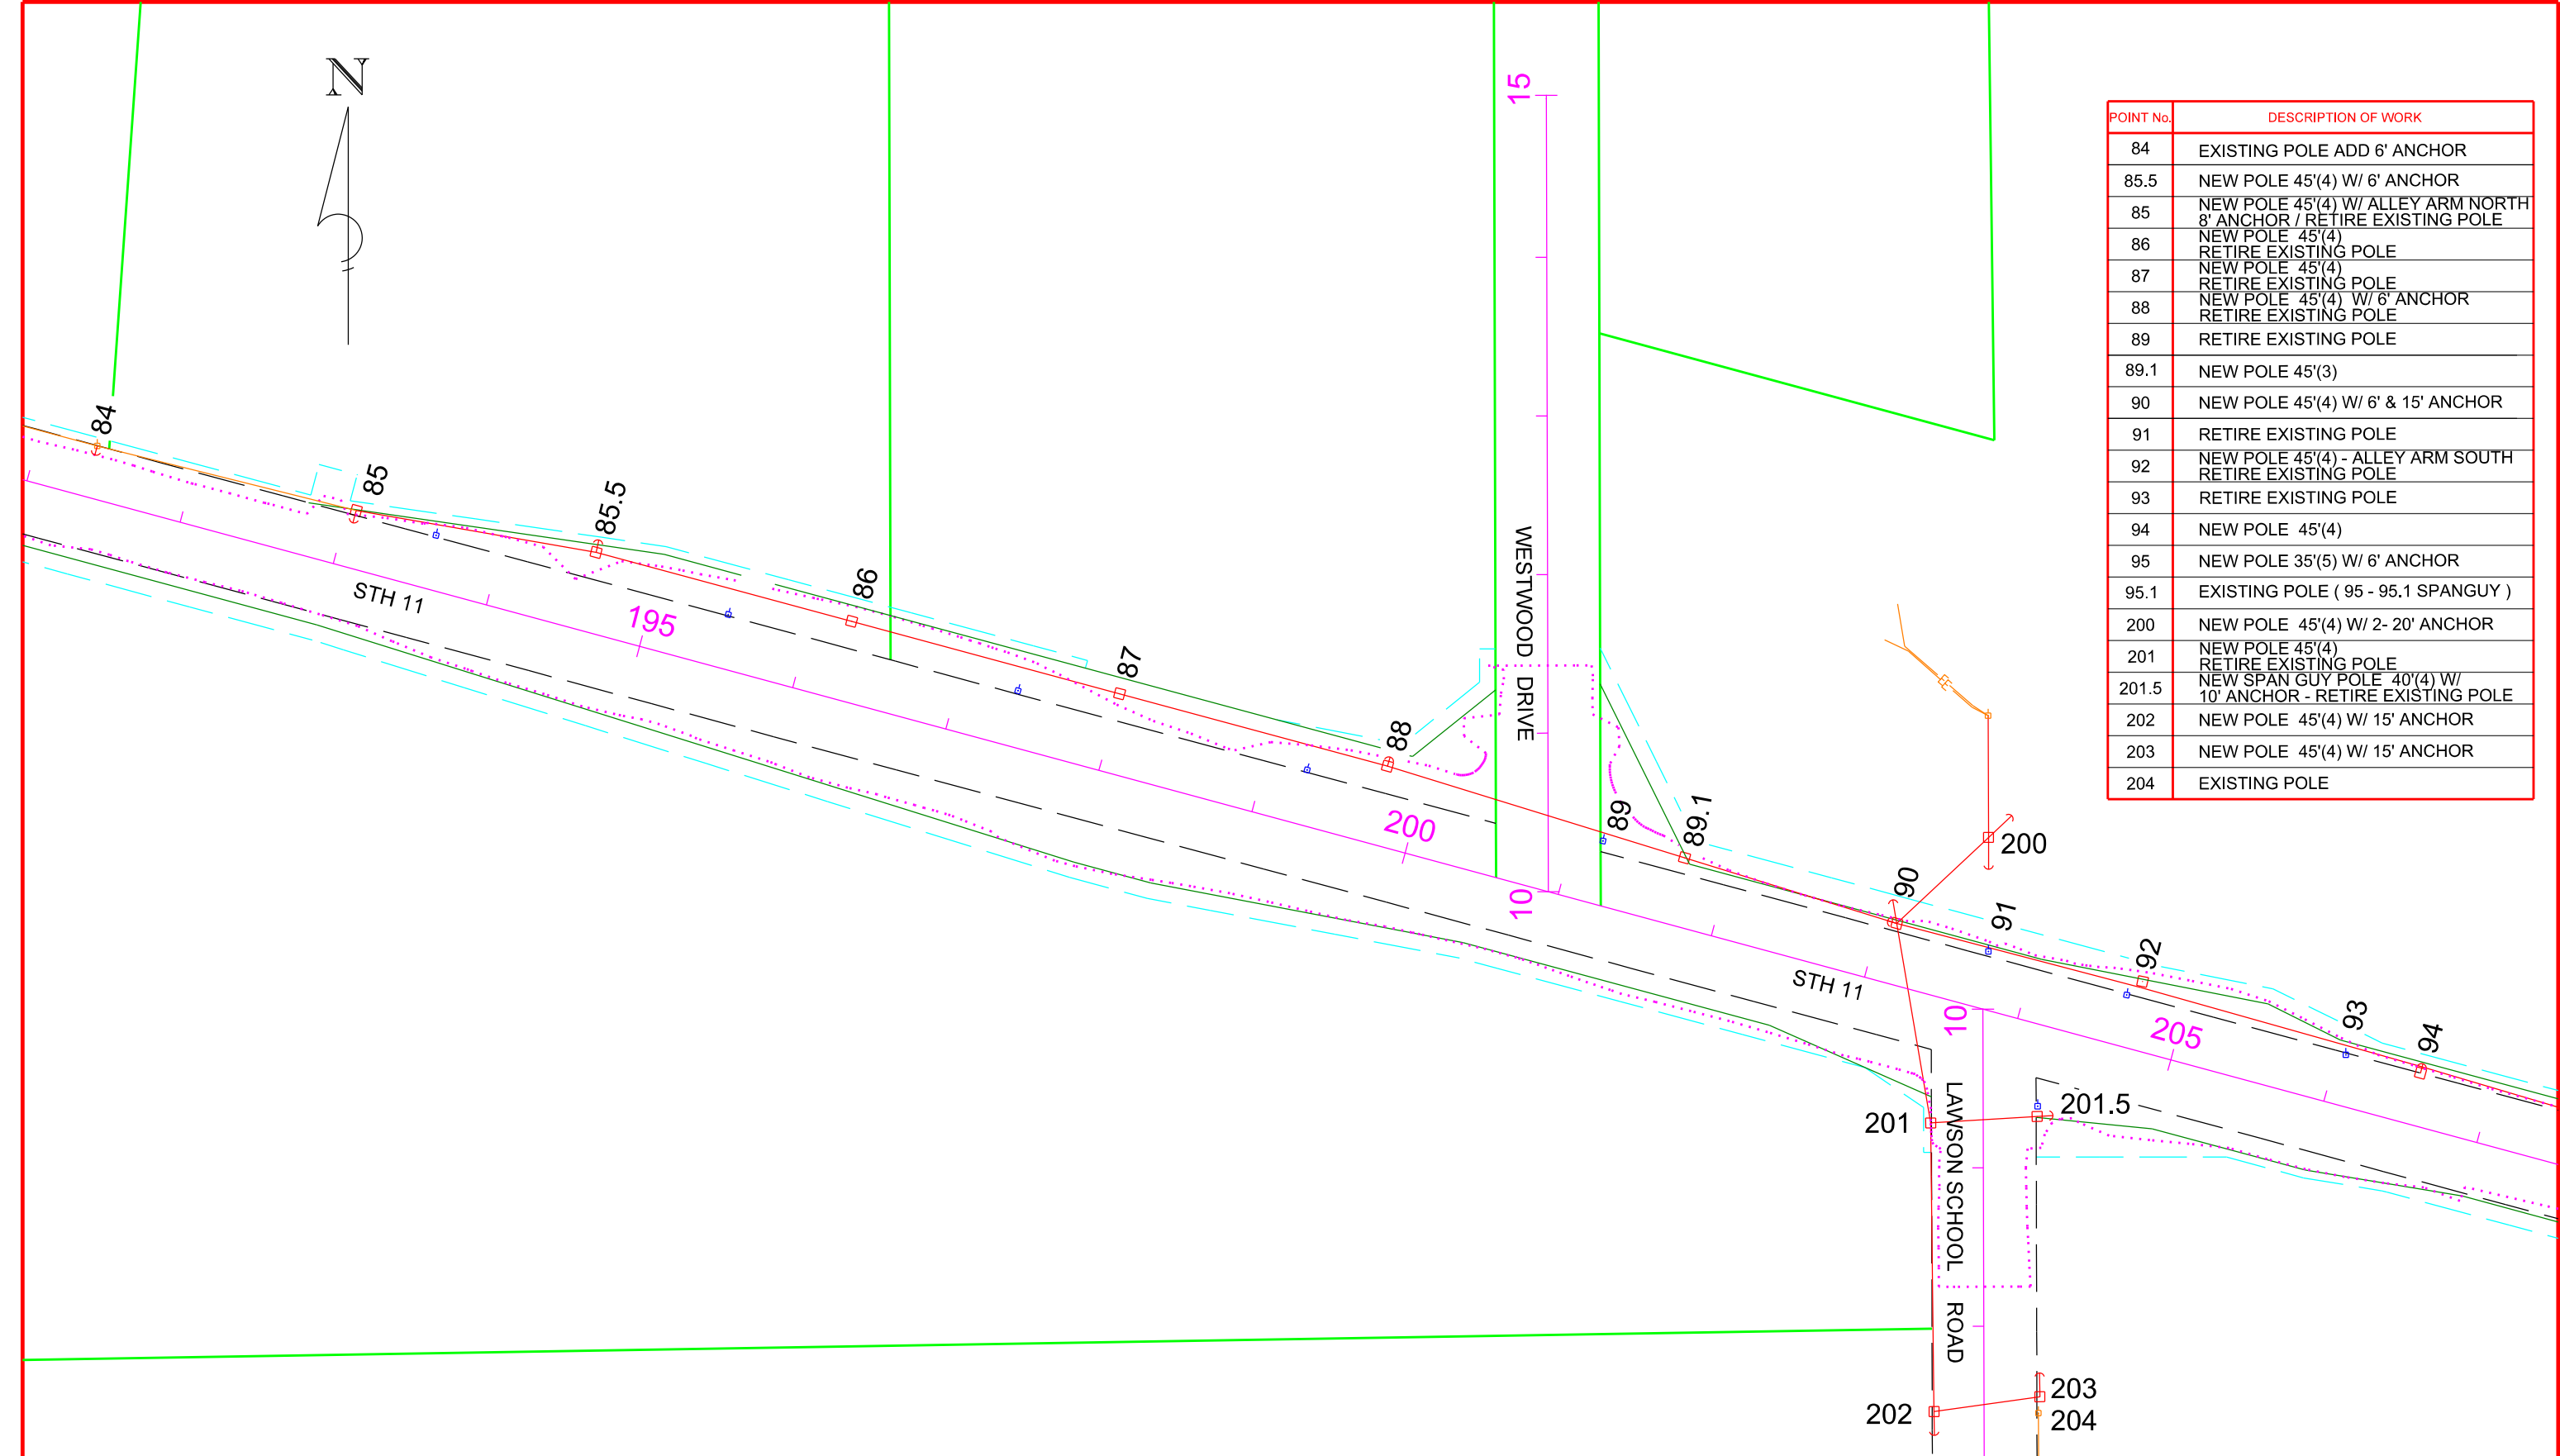 N
15
POINT No. DESCRIPTION OF WORK
84 EXISTING POLE ADD 6' ANCHOR
85.5 NEW POLE 45'(4) W/ 6' ANCHOR
85 NEW POLE 45'(4) W/ ALLEY ARM NORTH
8' ANCHOR / RETIRE EXISTING POLE
86 NEW POLE 45'(4)
RETIRE EXISTING POLE
87 NEW POLE 45'(4)
RETIRE EXISTING POLE
88 NEW POLE 45'(4) W/ 6' ANCHOR
RETIRE EXISTING POLE
89 RETIRE EXISTING POLE
89.1 NEW POLE 45'(3)
90 NEW POLE 45'(4) W/ 6' & 15' ANCHOR
91 RETIRE EXISTING POLE
92 NEW POLE 45'(4) - ALLEY ARM SOUTH
RETIRE EXISTING POLE
93 RETIRE EXISTING POLE
94 NEW POLE 45'(4)
95 NEW POLE 35'(5) W/ 6' ANCHOR
95.1 EXISTING POLE ( 95 - 95.1 SPANGUY )
200 NEW POLE 45'(4) W/ 2- 20' ANCHOR
201 NEW POLE 45'(4)
RETIRE EXISTING POLE
201.5 NEW SPAN GUY POLE 40'(4) W/
10' ANCHOR - RETIRE EXISTING POLE
202 NEW POLE 45'(4) W/ 15' ANCHOR
203 NEW POLE 45'(4) W/ 15' ANCHOR
204 EXISTING POLE
84
85
85.5
86
87
88
89
89.1
90
91
92
93
94
STH 11
195
200
WESTWOOD DRIVE
10
200
STH 11
10
205
201
201.5
LAWSON SCHOOL ROAD
202
203
204